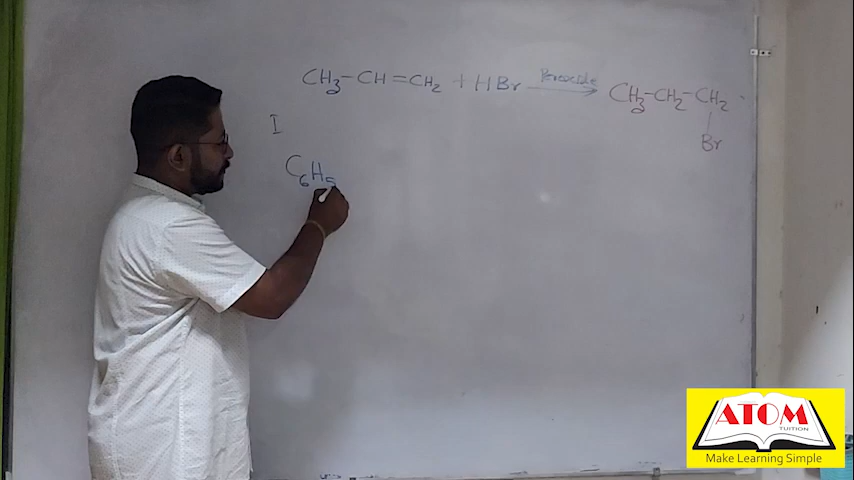 CH₃-CH=CH₂ + HBr Peroxide → CH₃-CH₂-CH₂
Br
I
C₆H₅
ATOM
TUITION
Make Learning Simple